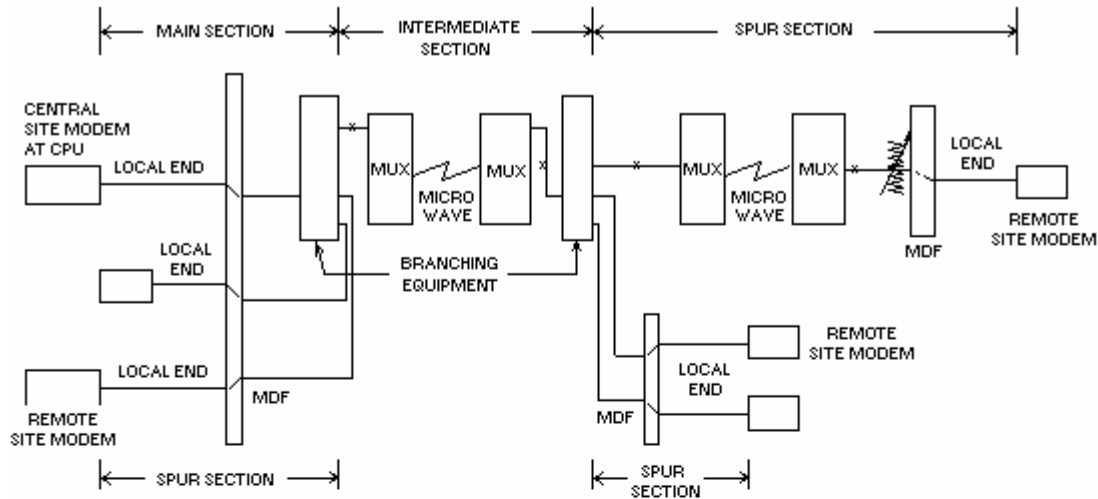 MAIN SECTION
INTERMEDIATE
SECTION
SPUR SECTION
CENTRAL
SITE MODEM
AT CPU
LOCAL END
MUX
MICRO
WAVE
MUX
MUX
MICRO
WAVE
MUX
LOCAL
END
REMOTE
SITE MODEM
MDF
LOCAL
END
BRANCHING
EQUIPMENT
REMOTE
SITE MODEM
LOCAL END
MDF
REMOTE
SITE MODEM
LOCAL
END
MDF
SPUR SECTION
SPUR
SECTION